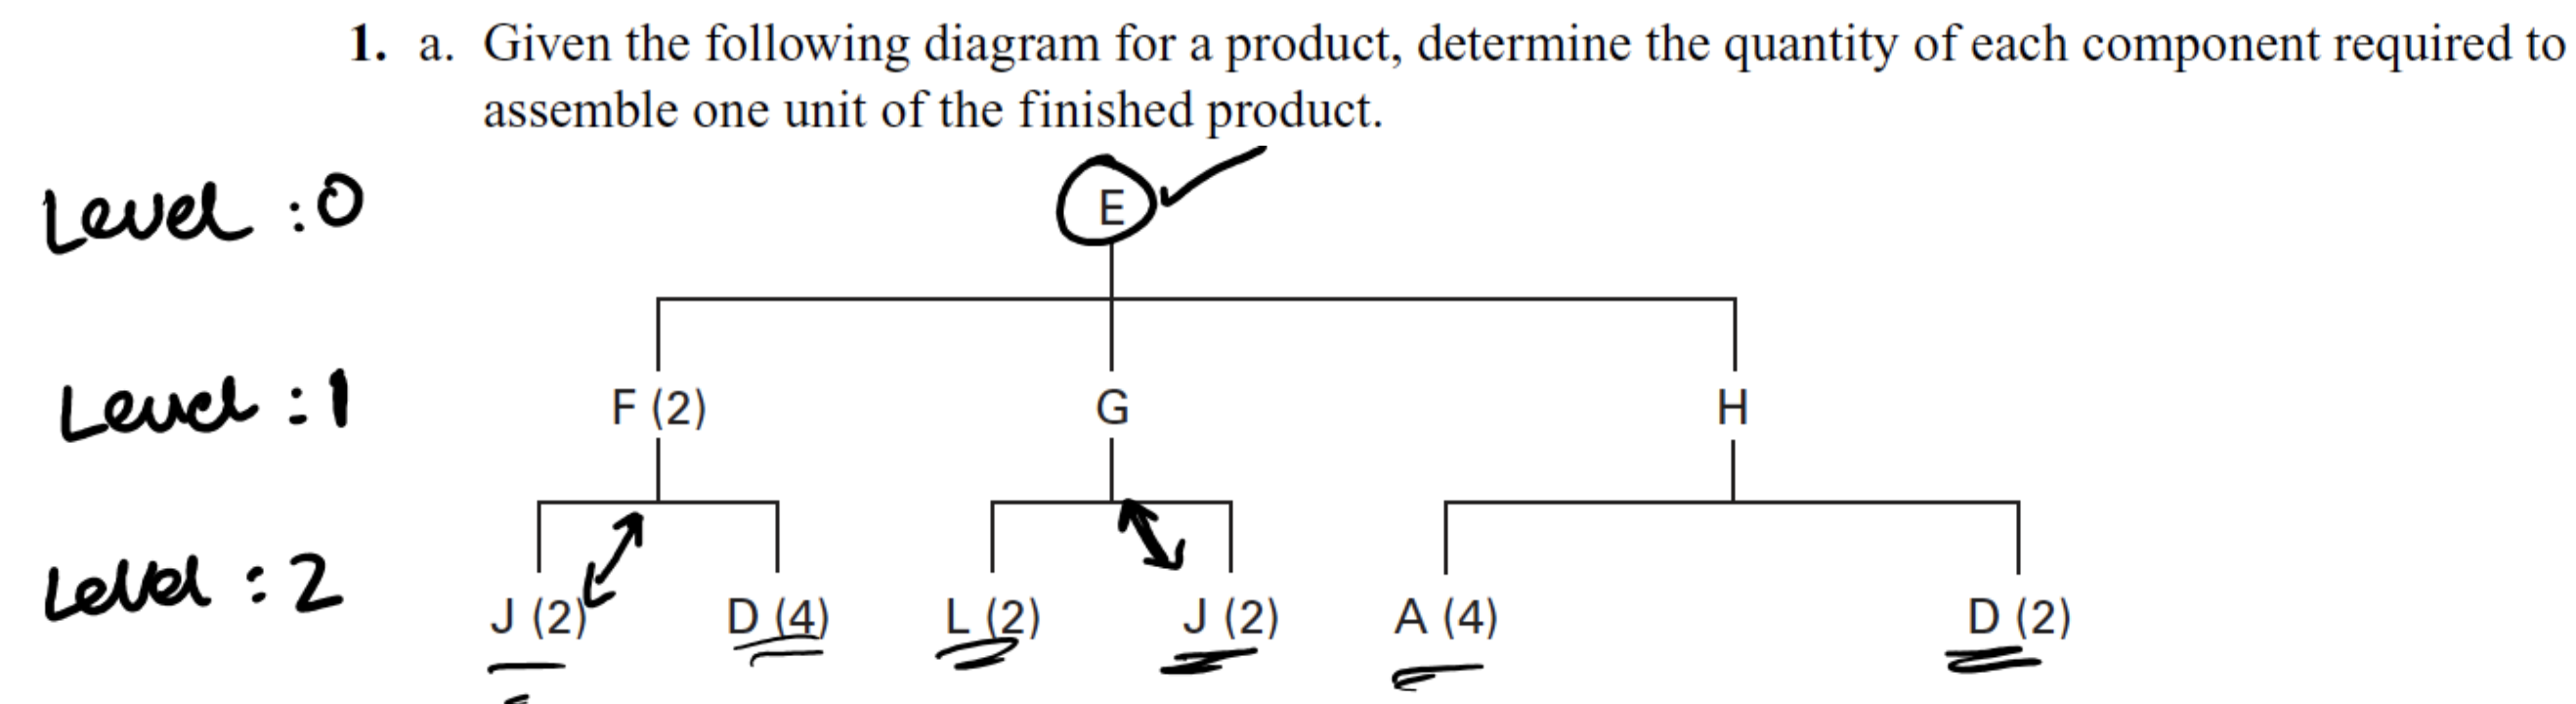 1. a. Given the following diagram for a product, determine the quantity of each component required to
assemble one unit of the finished product.
Level :0
E
Level :1
F (2) G H
Level :2
J (2) D (4) L (2) J (2) A (4) D (2)